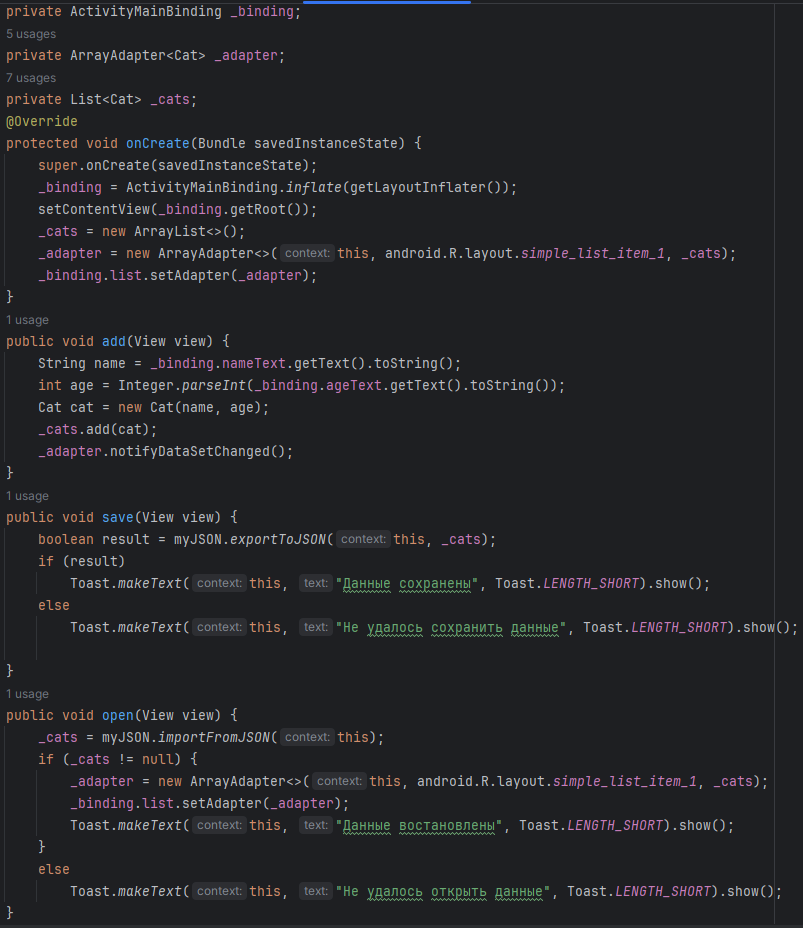 private ActivityMainBinding _binding;
5 usages
private ArrayAdapter<Cat> _adapter;
7 usages
private List<Cat> _cats;
@Override
protected void onCreate(Bundle savedInstanceState) {
    super.onCreate(savedInstanceState);
    _binding = ActivityMainBinding.inflate(getLayoutInflater());
    setContentView(_binding.getRoot());
    _cats = new ArrayList<>();
    _adapter = new ArrayAdapter<>( context: this, android.R.layout.simple_list_item_1, _cats);
    _binding.list.setAdapter(_adapter);
}
1 usage
public void add(View view) {
    String name = _binding.nameText.getText().toString();
    int age = Integer.parseInt(_binding.ageText.getText().toString());
    Cat cat = new Cat(name, age);
    _cats.add(cat);
    _adapter.notifyDataSetChanged();
}
1 usage
public void save(View view) {
    boolean result = myJSON.exportToJSON( context: this, _cats);
    if (result)
        Toast.makeText( context: this, text: "Данные сохранены", Toast.LENGTH_SHORT).show();
    else
        Toast.makeText( context: this, text: "Не удалось сохранить данные", Toast.LENGTH_SHORT).show();
}
1 usage
public void open(View view) {
    _cats = myJSON.importFromJSON( context: this);
    if (_cats != null) {
        _adapter = new ArrayAdapter<>( context: this, android.R.layout.simple_list_item_1, _cats);
        _binding.list.setAdapter(_adapter);
        Toast.makeText( context: this, text: "Данные востановлены", Toast.LENGTH_SHORT).show();
    }
    else
        Toast.makeText( context: this, text: "Не удалось открыть данные", Toast.LENGTH_SHORT).show();
}